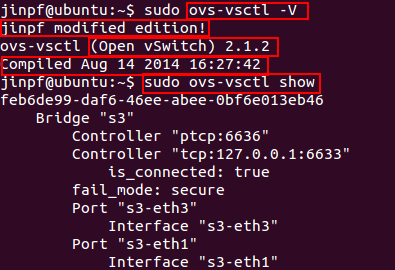 jinpf@ubuntu:~$ sudo ovs-vsctl -V
jinpf modified edition!
ovs-vsctl (Open vSwitch) 2.1.2
Compiled Aug 14 2014 16:27:42
jinpf@ubuntu:~$ sudo ovs-vsctl show
feb6de99-daf6-46ee-abee-0bf6e013eb46
    Bridge "s3"
        Controller "ptcp:6636"
        Controller "tcp:127.0.0.1:6633"
            is_connected: true
        fail_mode: secure
        Port "s3-eth3"
            Interface "s3-eth3"
        Port "s3-eth1"
            Interface "s3-eth1"